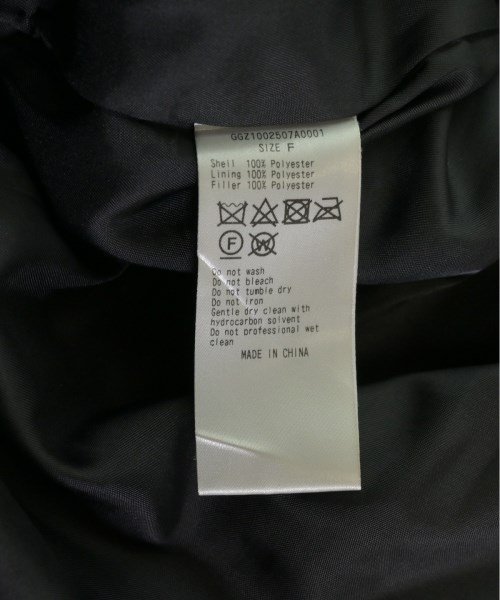 GGZ1002507A0001
SIZE F
Shell 100% Polyester
Lining 100% Polyester
Filler 100% Polyester
F W
Do not wash
Do not bleach
Do not tumble dry
Do not iron
Gentle dry clean with
hydrocarbon solvent
Do not professional wet
clean
MADE IN CHINA